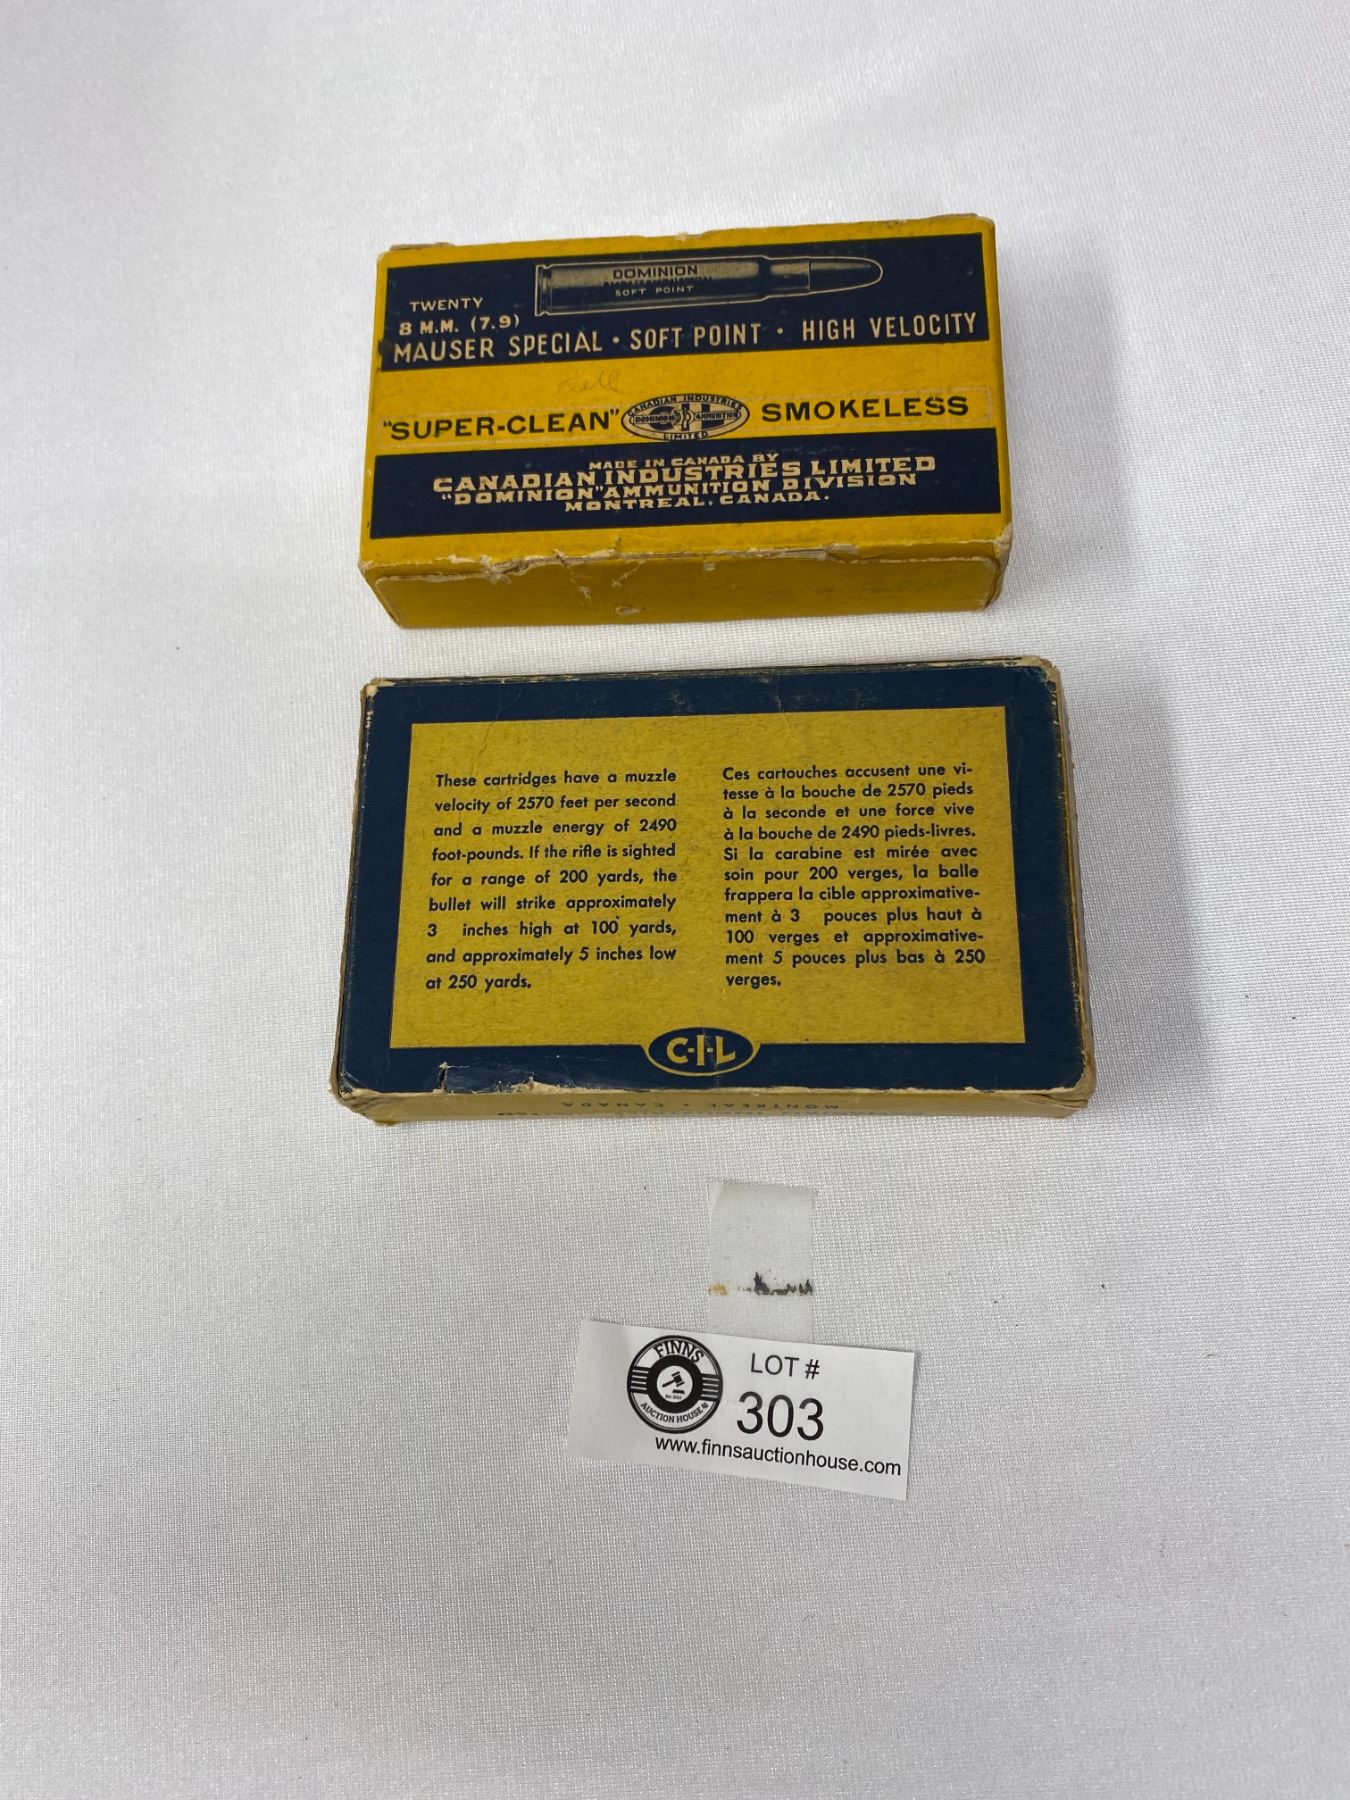 DOMINION
SOFT POINT
TWENTY
8 M.M. (7.9)
MAUSER SPECIAL • SOFT POINT • HIGH VELOCITY
"SUPER-CLEAN" SMOKELESS
CANADIAN INDUSTRIES
DOMINION AMMUNITION
LIMITED
MADE IN CANADA BY
CANADIAN INDUSTRIES LIMITED
"DOMINION" AMMUNITION DIVISION
MONTREAL, CANADA.
These cartridges have a muzzle
velocity of 2570 feet per second
and a muzzle energy of 2490
foot-pounds. If the rifle is sighted
for a range of 200 yards, the
bullet will strike approximately
3 inches high at 100 yards,
and approximately 5 inches low
at 250 yards.
Ces cartouches accusent une vi-
tesse à la bouche de 2570 pieds
à la seconde et une force vive
à la bouche de 2490 pieds-livres.
Si la carabine est mirée avec
soin pour 200 verges, la balle
frappera la cible approximative-
ment à 3 pouces plus haut à
100 verges et approximative-
ment 5 pouces plus bas à 250
verges.
C-I-L
MONTREAL • CANADA
FINNS
AUCTION HOUSE
LOT #
303
www.finnsauctionhouse.com